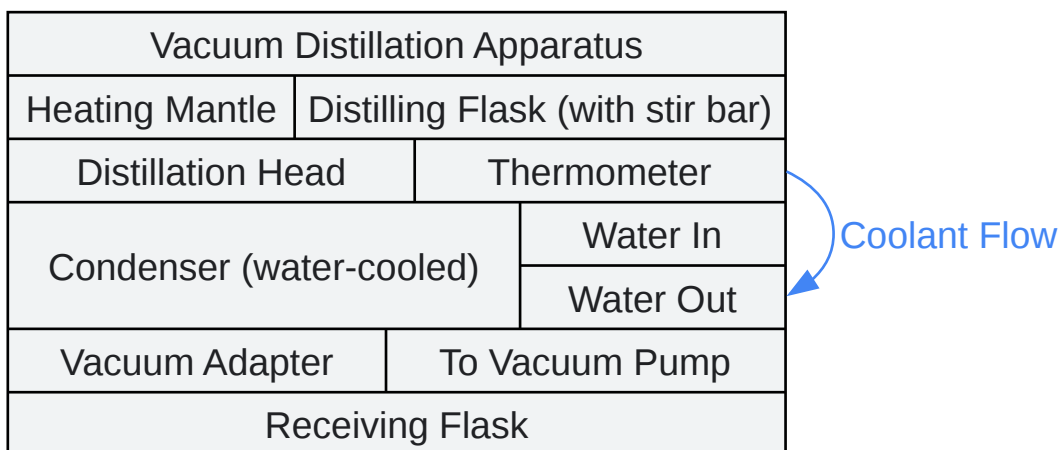 Vacuum Distillation Apparatus
Heating Mantle
Distilling Flask (with stir bar)
Distillation Head
Thermometer
Condenser (water-cooled)
Water In
Water Out
Coolant Flow
Vacuum Adapter
To Vacuum Pump
Receiving Flask